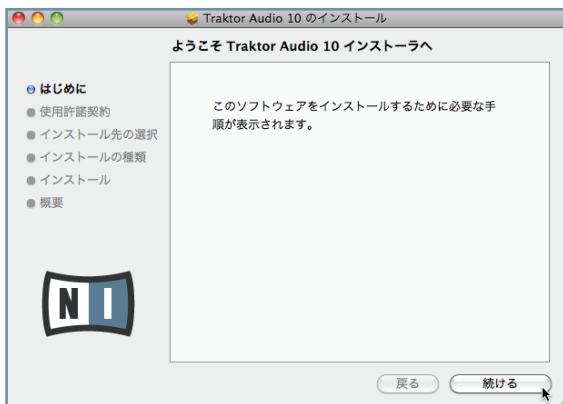 Traktor Audio 10 のインストール
ようこそ Traktor Audio 10 インストーラへ
はじめに
使用許諾契約
インストール先の選択
インストールの種類
インストール
概要
このソフトウェアをインストールするために必要な手
順が表示されます。
NI
戻る
続ける